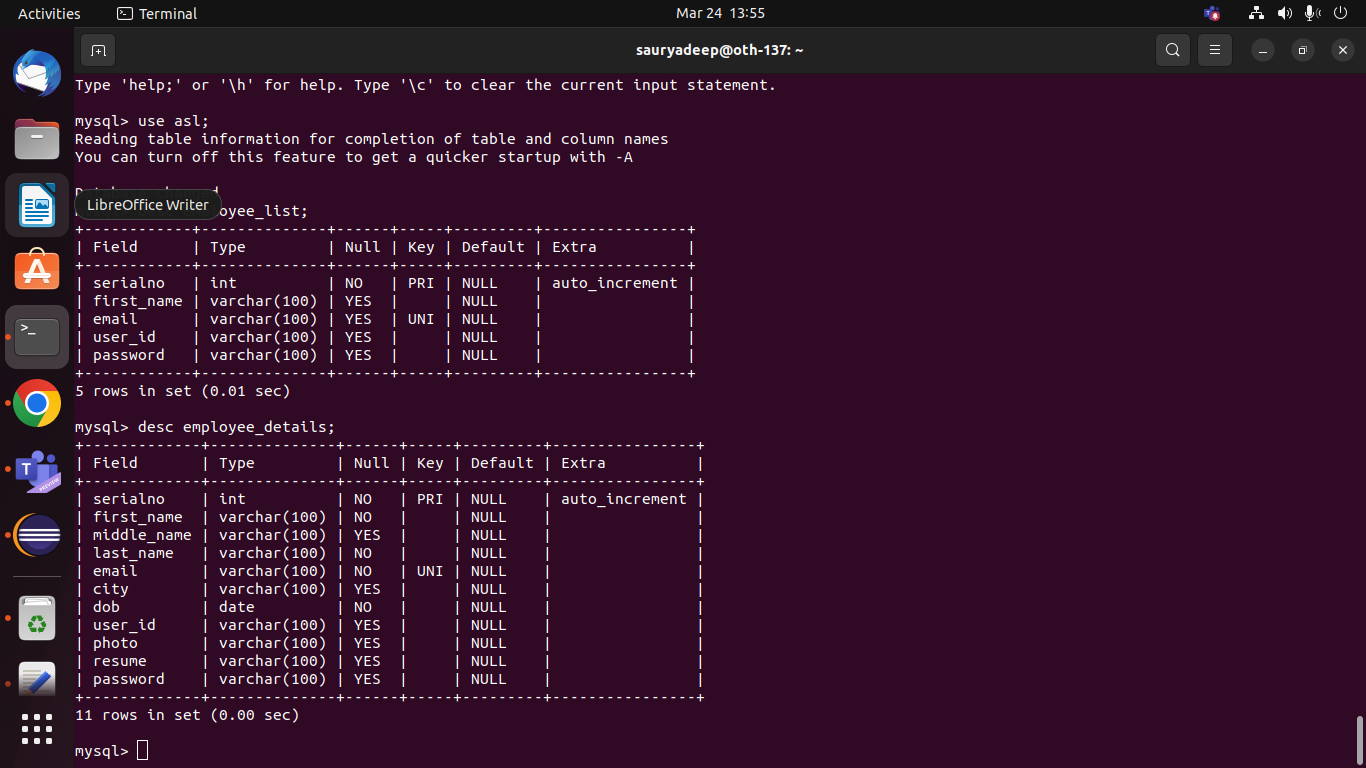 Activities Terminal Mar 24 13:55
sauryadeep@oth-137: ~
Type 'help;' or '\h' for help. Type '\c' to clear the current input statement.
mysql> use asl;
Reading table information for completion of table and column names
You can turn off this feature to get a quicker startup with -A
LibreOffice Writer
oyee_list;
+------------+--------------+------+-----+---------+----------------+
| Field      | Type         | Null | Key | Default | Extra          |
+------------+--------------+------+-----+---------+----------------+
| serialno   | int          | NO   | PRI | NULL    | auto_increment |
| first_name | varchar(100) | YES  |     | NULL    |                |
| email      | varchar(100) | YES  | UNI | NULL    |                |
| user_id    | varchar(100) | YES  |     | NULL    |                |
| password   | varchar(100) | YES  |     | NULL    |                |
+------------+--------------+------+-----+---------+----------------+
5 rows in set (0.01 sec)
mysql> desc employee_details;
+-------------+--------------+------+-----+---------+----------------+
| Field       | Type         | Null | Key | Default | Extra          |
+-------------+--------------+------+-----+---------+----------------+
| serialno    | int          | NO   | PRI | NULL    | auto_increment |
| first_name  | varchar(100) | NO   |     | NULL    |                |
| middle_name | varchar(100) | YES  |     | NULL    |                |
| last_name   | varchar(100) | NO   |     | NULL    |                |
| email       | varchar(100) | NO   | UNI | NULL    |                |
| city        | varchar(100) | YES  |     | NULL    |                |
| dob         | date         | NO   |     | NULL    |                |
| user_id     | varchar(100) | YES  |     | NULL    |                |
| photo       | varchar(100) | YES  |     | NULL    |                |
| resume      | varchar(100) | YES  |     | NULL    |                |
| password    | varchar(100) | YES  |     | NULL    |                |
+-------------+--------------+------+-----+---------+----------------+
11 rows in set (0.00 sec)
mysql>